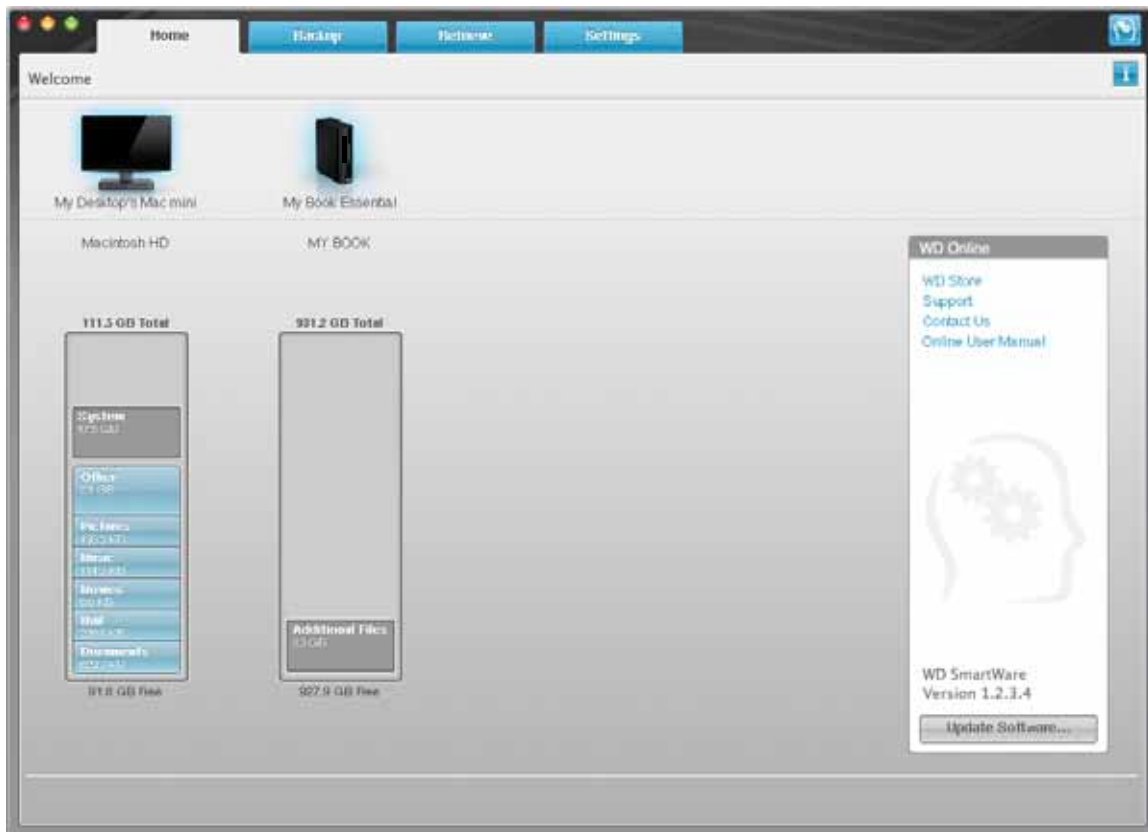 Home
Backup
Retrieve
Settings
Welcome
My Desktop's Mac mini
My Book Essential
Macintosh HD
MY BOOK
111.5 GB Total
931.2 GB Total
System
Office
Pictures
Music
Movies
Mail
Documents
91.8 GB free
Additional Files
927.9 GB free
WD Online
WD Store
Support
Contact Us
Online User Manual
WD SmartWare
Version 1.2.3.4
Update Software...